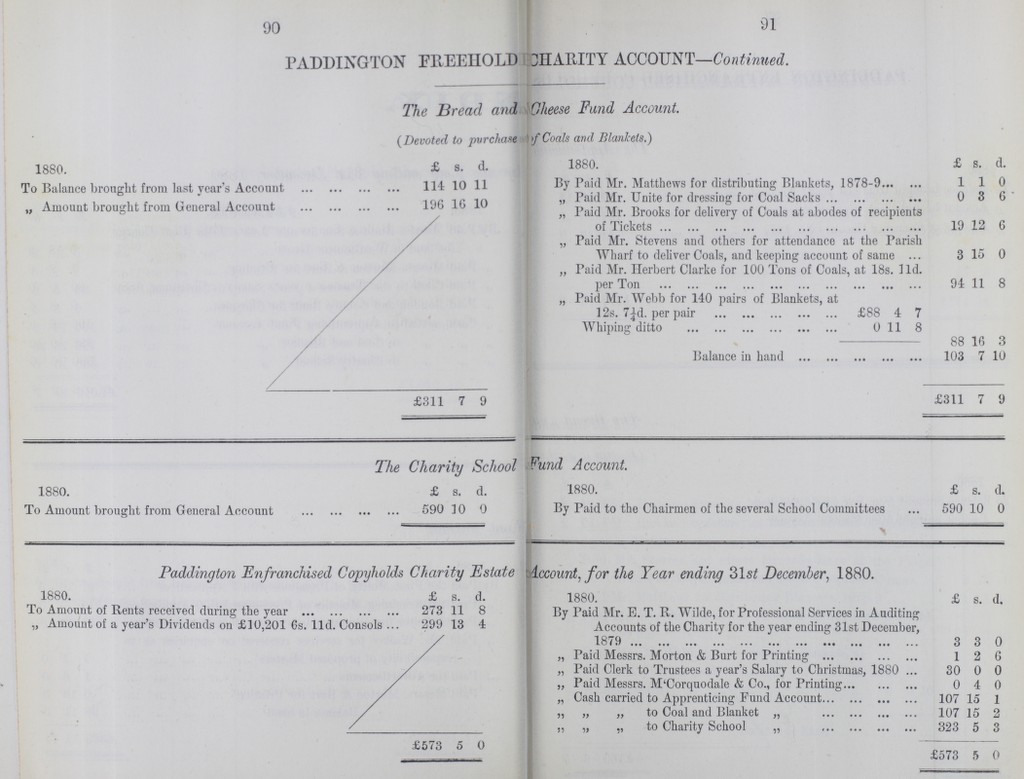 90
91
PADDINGTON FREEHOLD CHARITY ACCOUNT—Continued.
The Bread and Cheese Fund Account.
(Devoted to purchase of Coals and Blankets.)
1880. £ s. d.
To Balance brought from last year's Account ... ... ... ... ... 114 10 11
„ Amount brought from General Account ... ... ... ... ... 196 16 10
£311 7 9
1880. £ s. d.
By Paid Mr. Matthews for distributing Blankets, 1878-9... ... 1 1 0
„ Paid Mr. Unite for dressing for Coal Sacks ... ... ... ... ... 0 3 6
„ Paid Mr. Brooks for delivery of Coals at abodes of recipients
of Tickets ... ... ... ... ... ... ... ... ... ... ... 19 12 6
„ Paid Mr. Stevens and others for attendance at the Parish
Wharf to deliver Coals, and keeping account of same ... 3 15 0
„ Paid Mr. Herbert Clarke for 100 Tons of Coals, at 18s. 11d.
per Ton ... ... ... ... ... ... ... ... ... ... ... 94 11 8
„ Paid Mr. Webb for 140 pairs of Blankets, at
12s. 7¼d. per pair ... ... ... ... ... £88 4 7
Whiping ditto ... ... ... ... ... ... 0 11 8
88 16 3
Balance in hand ... ... ... ... ... 103 7 10
£311 7 9
The Charity School Fund Account.
1880. £ s. d.
To Amount brought from General Account ... ... ... ... ... 590 10 0
1880. £ s. d.
By Paid to the Chairmen of the several School Committees ... 590 10 0
Paddington Enfranchised Copyholds Charity Estate Account, for the Year ending 31st December, 1880.
1880. £ s. d.
To Amount of Rents received during the year ... ... ... ... ... 273 11 8
„ Amount of a year's Dividends on £10,201 6s. 11d. Consols ... 299 13 4
£573 5 0
1880. £ s. d.
By Paid Mr. E. T. R. Wilde, for Professional Services in Auditing
Accounts of the Charity for the year ending 31st December,
1879 ... ... ... ... ... ... ... ... ... ... ... 3 3 0
„ Paid Messrs. Morton & Burt for Printing ... ... ... ... 1 2 6
„ Paid Clerk to Trustees a year's Salary to Christmas, 1880 ... 30 0 0
„ Paid Messrs. M'Corquodale & Co., for Printing... ... ... 0 4 0
„ Cash carried to Apprenticing Fund Account... ... ... ... 107 15 1
„ „ „ to Coal and Blanket „ ... ... ... ... 107 15 2
„ „ „ to Charity School „ ... ... ... ... 323 5 3
£573 5 0